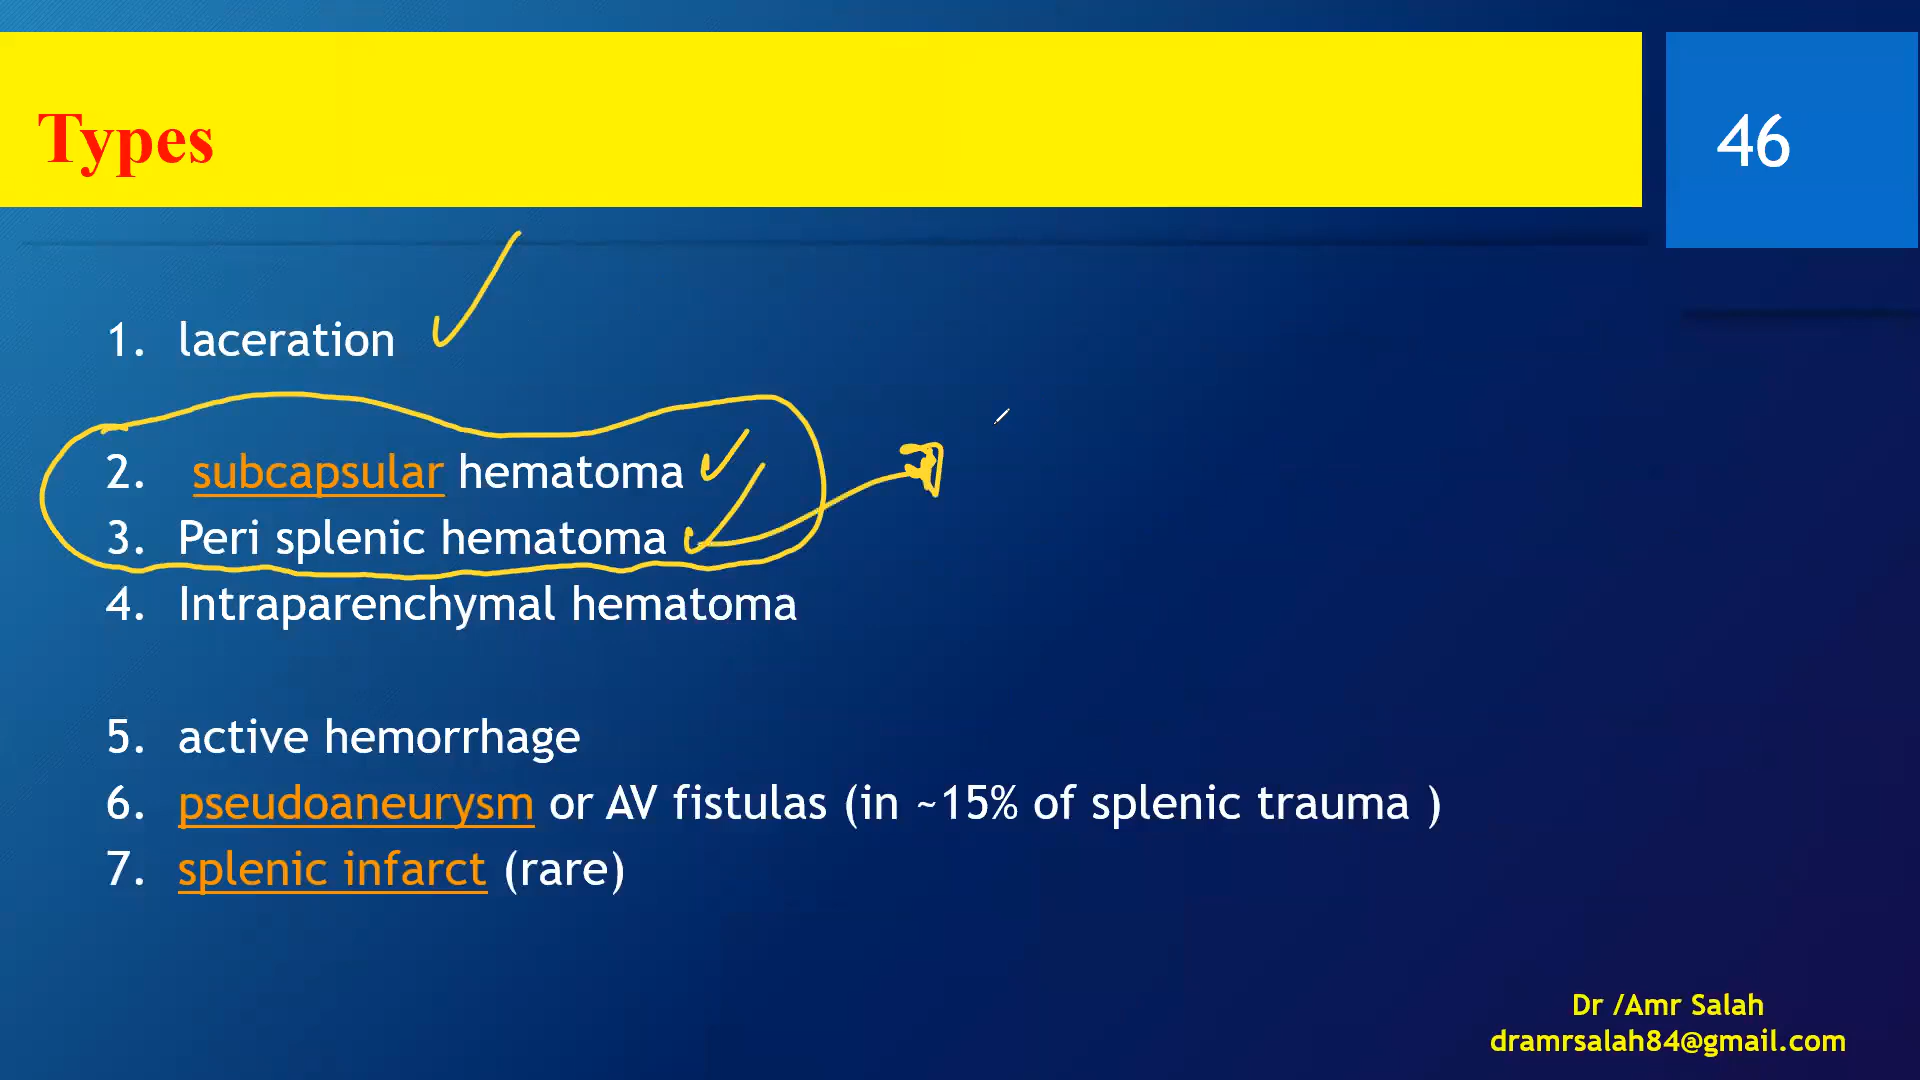 Types
46
1. laceration
2. subcapsular hematoma
3. Peri splenic hematoma
4. Intraparenchymal hematoma
5. active hemorrhage
6. pseudoaneurysm or AV fistulas (in ~15% of splenic trauma )
7. splenic infarct (rare)
Dr /Amr Salah
dramrsalah84@gmail.com